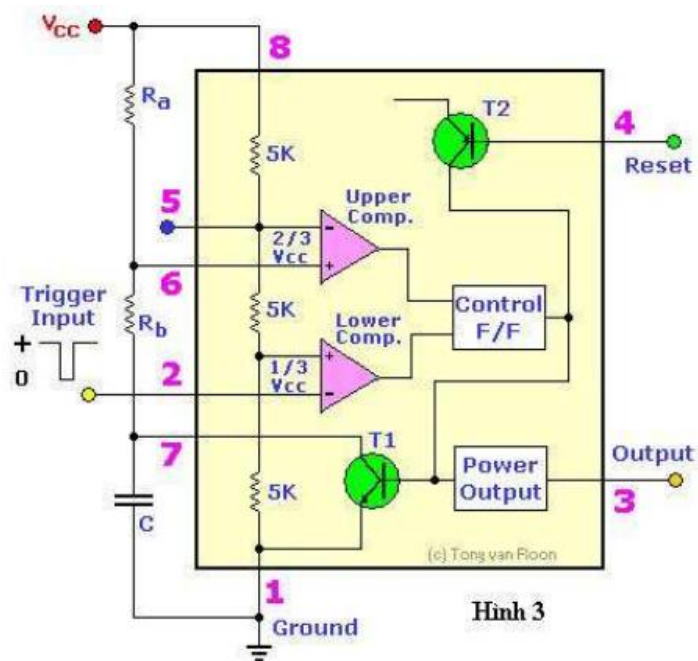 VCC
8
Ra
T2
4
Reset
5K
5
Upper
Comp.
-
2/3
Vcc
+
6
Trigger
Input
Rb
5K
Control
F/F
Lower
Comp.
+
0
2
+
1/3
Vcc
-
7
T1
Output
5K
Power
Output
3
C
(c) Tony van Roon
1
Ground
Hình 3